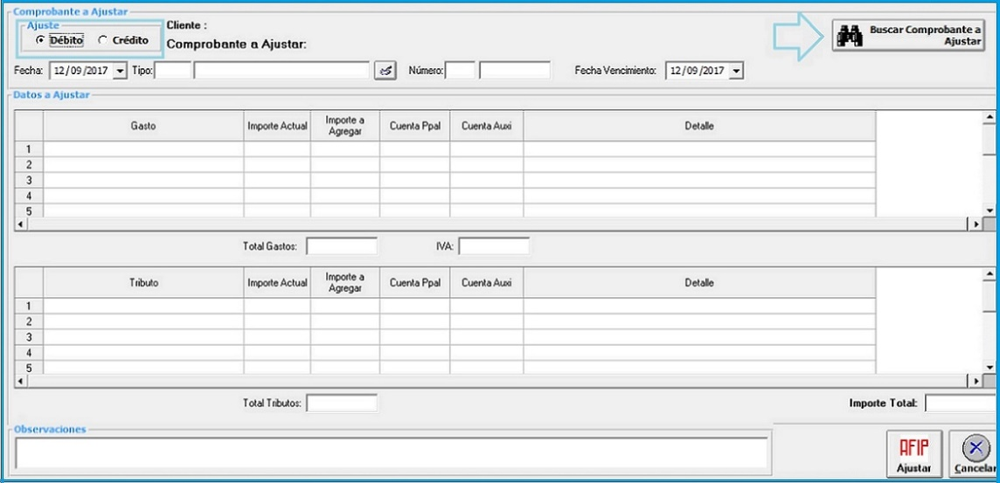 Comprobante a Ajustar
Ajuste
Débito Crédito
Cliente :
Comprobante a Ajustar:
Buscar Comprobante a
Ajustar
Fecha: 12/09/2017 Tipo: Número: Fecha Vencimiento: 12/09/2017
Datos a Ajustar
Gasto Importe Actual Importe a Agregar Cuenta Ppal Cuenta Auxi Detalle
1
2
3
4
5
Total Gastos: IVA:
Tributo Importe Actual Importe a Agregar Cuenta Ppal Cuenta Auxi Detalle
1
2
3
4
5
Total Tributos: Importe Total:
Observaciones
AFIP
Ajustar Cancelar